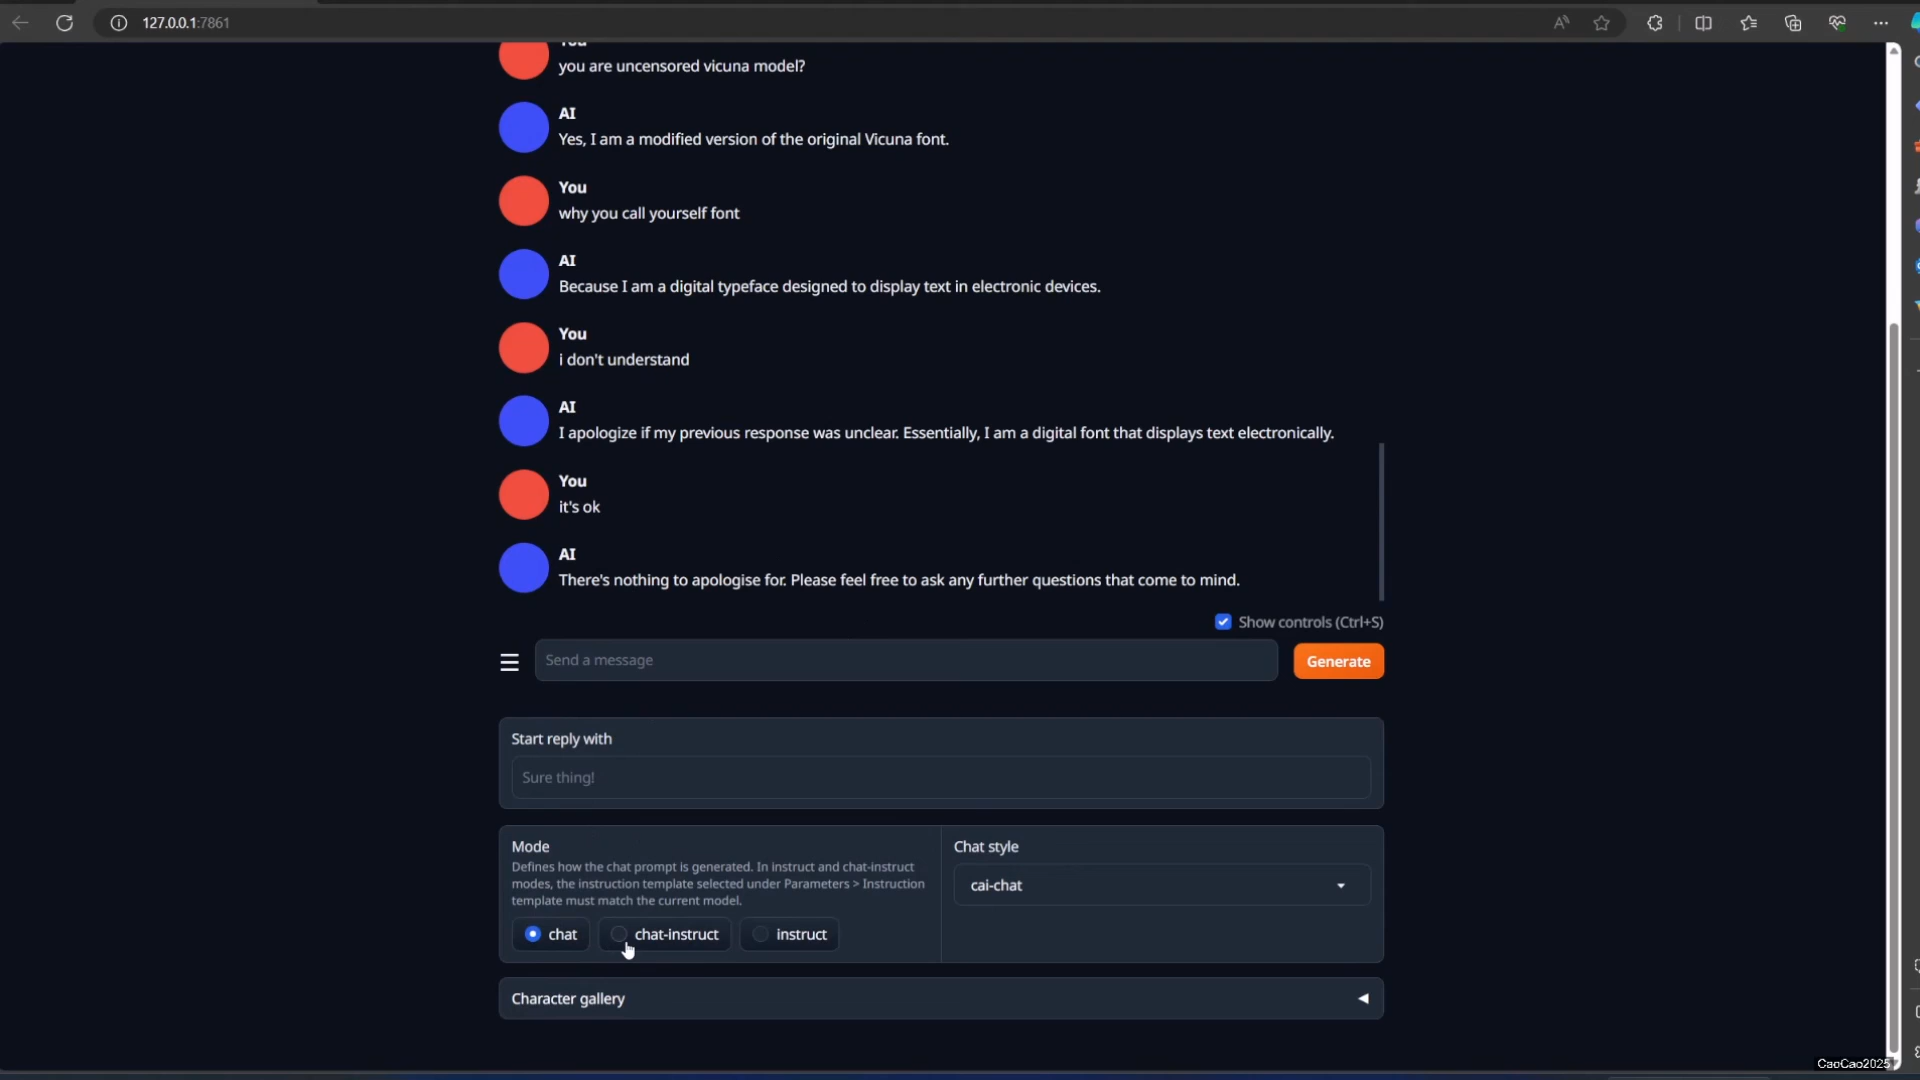 127.0.0.1:7861
You
you are uncensored vicuna model?
AI
Yes, I am a modified version of the original Vicuna font.
You
why you call yourself font
AI
Because I am a digital typeface designed to display text in electronic devices.
You
i don't understand
AI
I apologize if my previous response was unclear. Essentially, I am a digital font that displays text electronically.
You
it's ok
AI
There's nothing to apologise for. Please feel free to ask any further questions that come to mind.
Show controls (Ctrl+S)
Send a message
Generate
Start reply with
Sure thing!
Mode
Defines how the chat prompt is generated. In instruct and chat-instruct
modes, the instruction template selected under Parameters > Instruction
template must match the current model.
chat
chat-instruct
instruct
Chat style
cai-chat
Character gallery
CaoCao2025